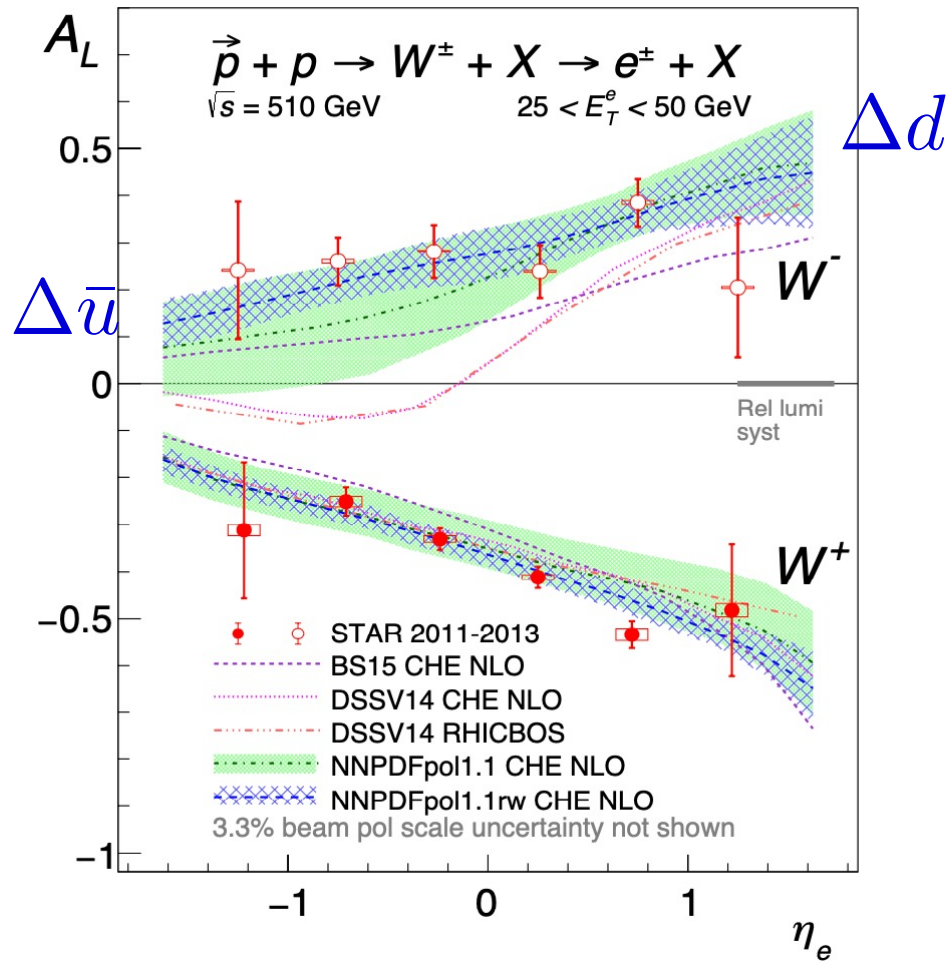 A_L
p⃗ + p → W^± + X → e^± + X
√s = 510 GeV
25 < E_T^e < 50 GeV
0.5
Δd
W^-
Δū
0
Rel lumi
syst
W^+
−0.5
STAR 2011-2013
BS15 CHE NLO
DSSV14 CHE NLO
DSSV14 RHICBOS
NNPDFpol1.1 CHE NLO
NNPDFpol1.1rw CHE NLO
3.3% beam pol scale uncertainty not shown
−1
−1
0
1
η_e